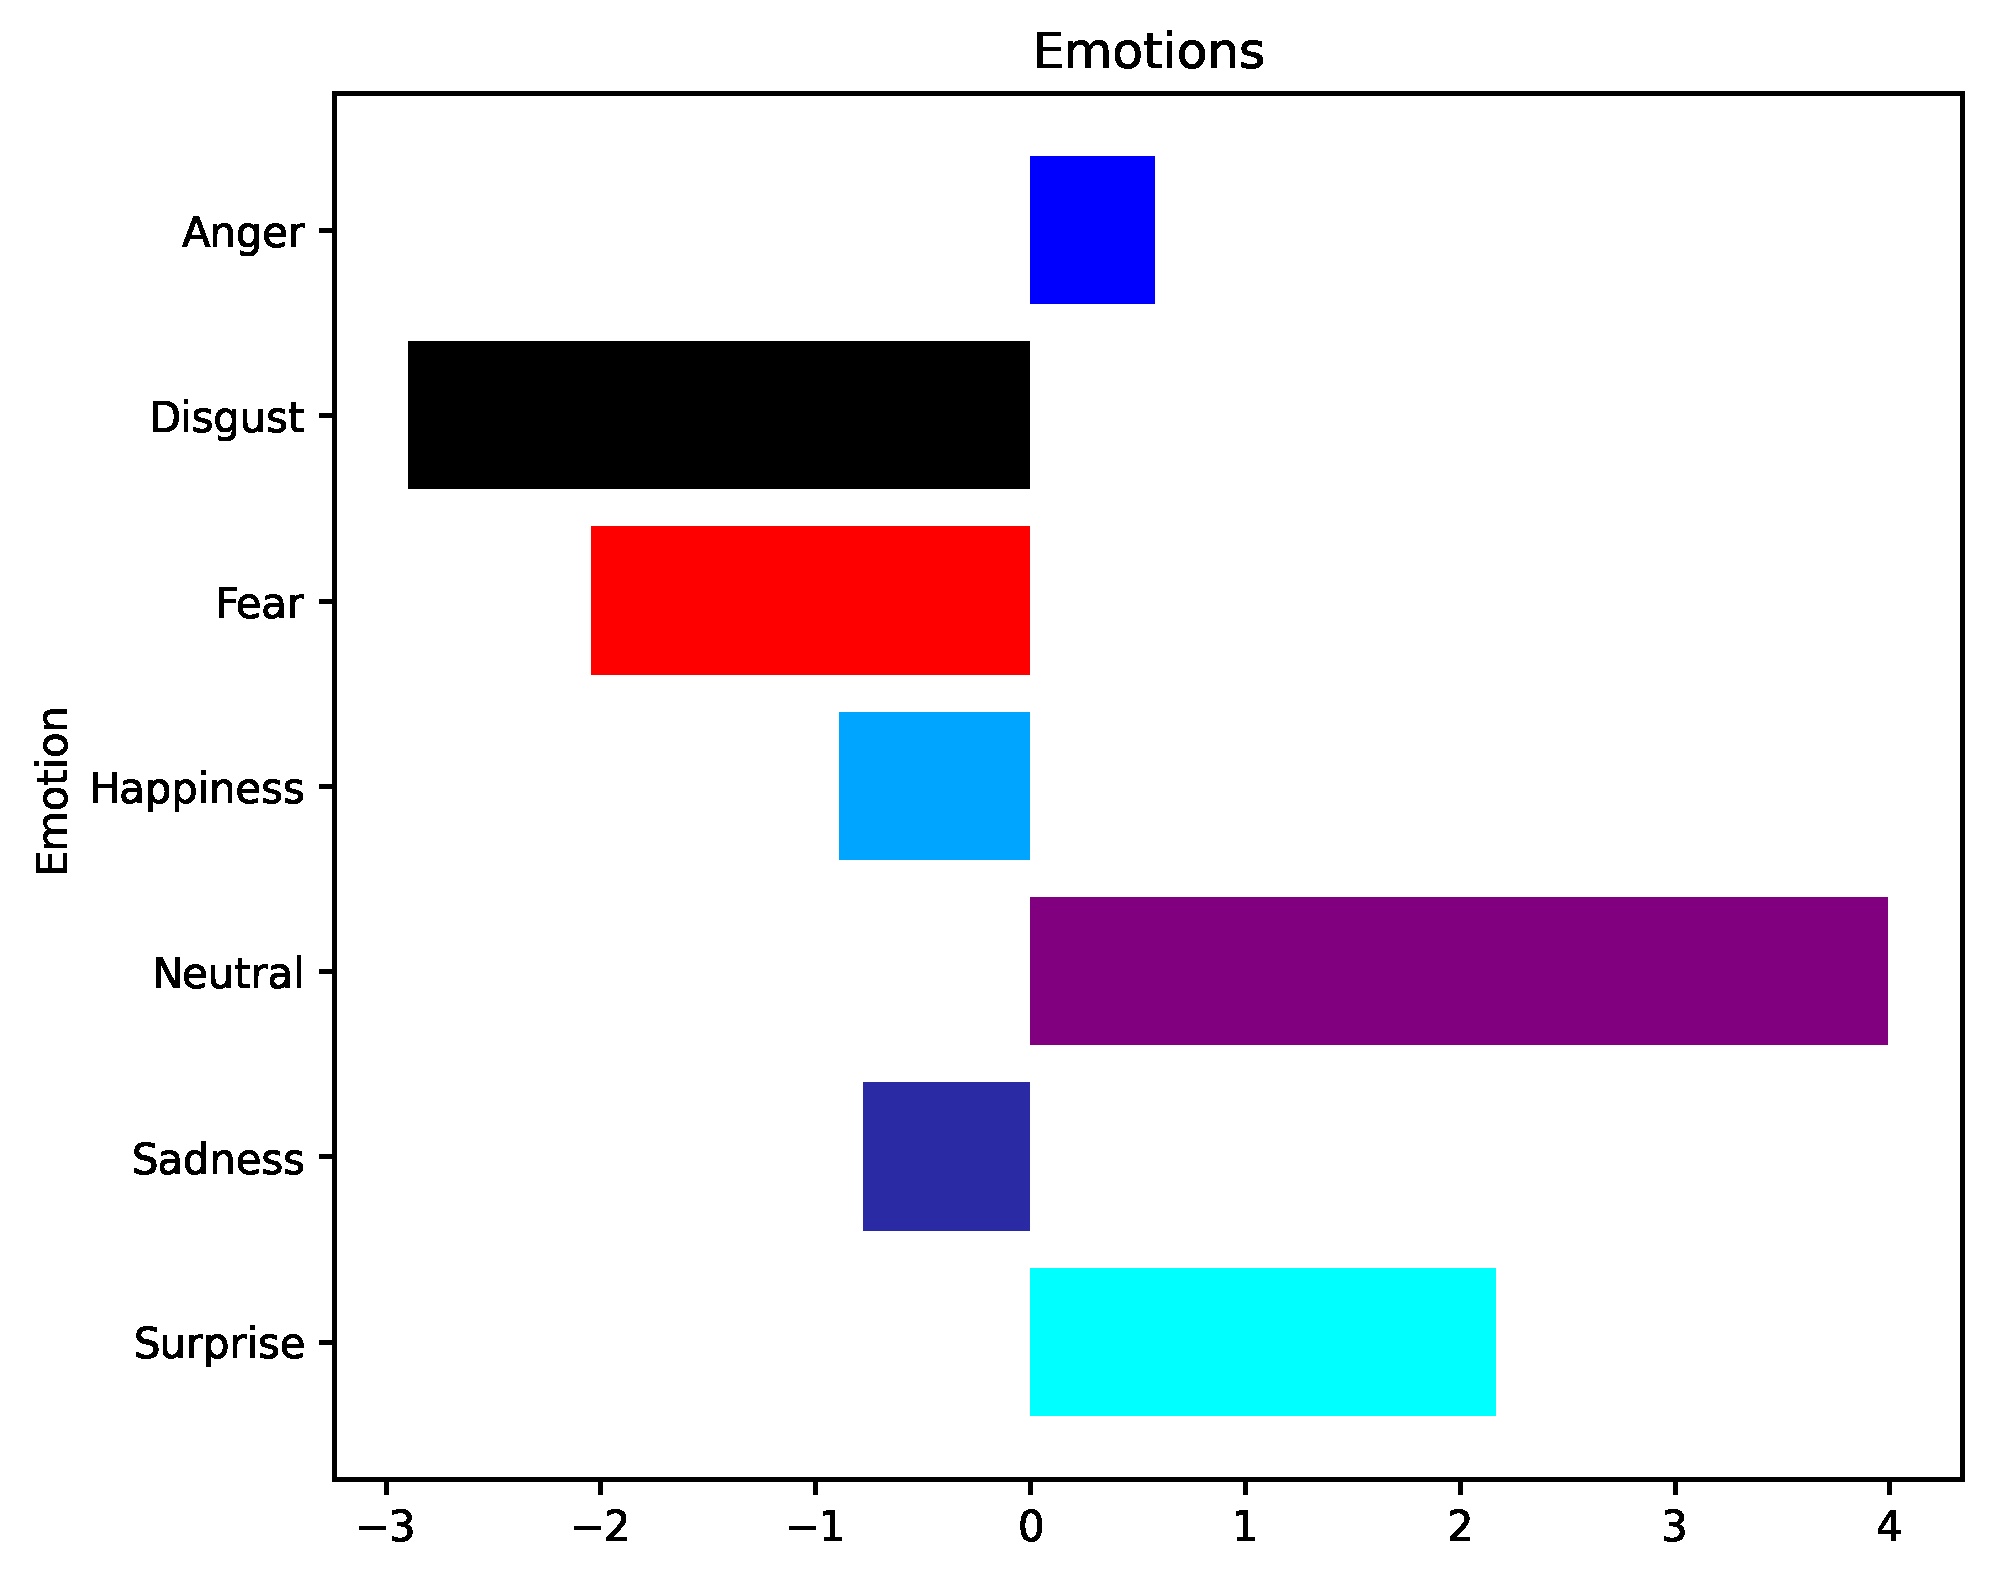 Emotions
Anger
Disgust
Fear
Happiness
Neutral
Sadness
Surprise
Emotion
−3 −2 −1 0 1 2 3 4